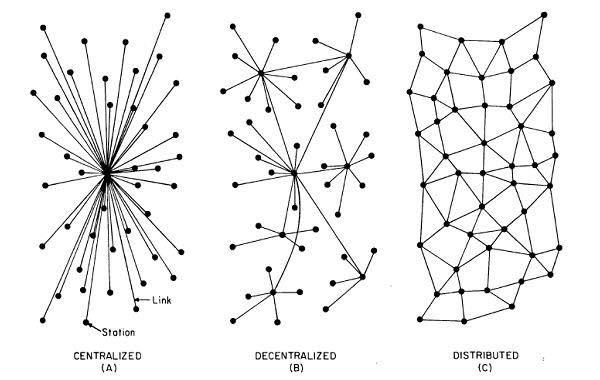 Link
Station
CENTRALIZED
(A)
DECENTRALIZED
(B)
DISTRIBUTED
(C)